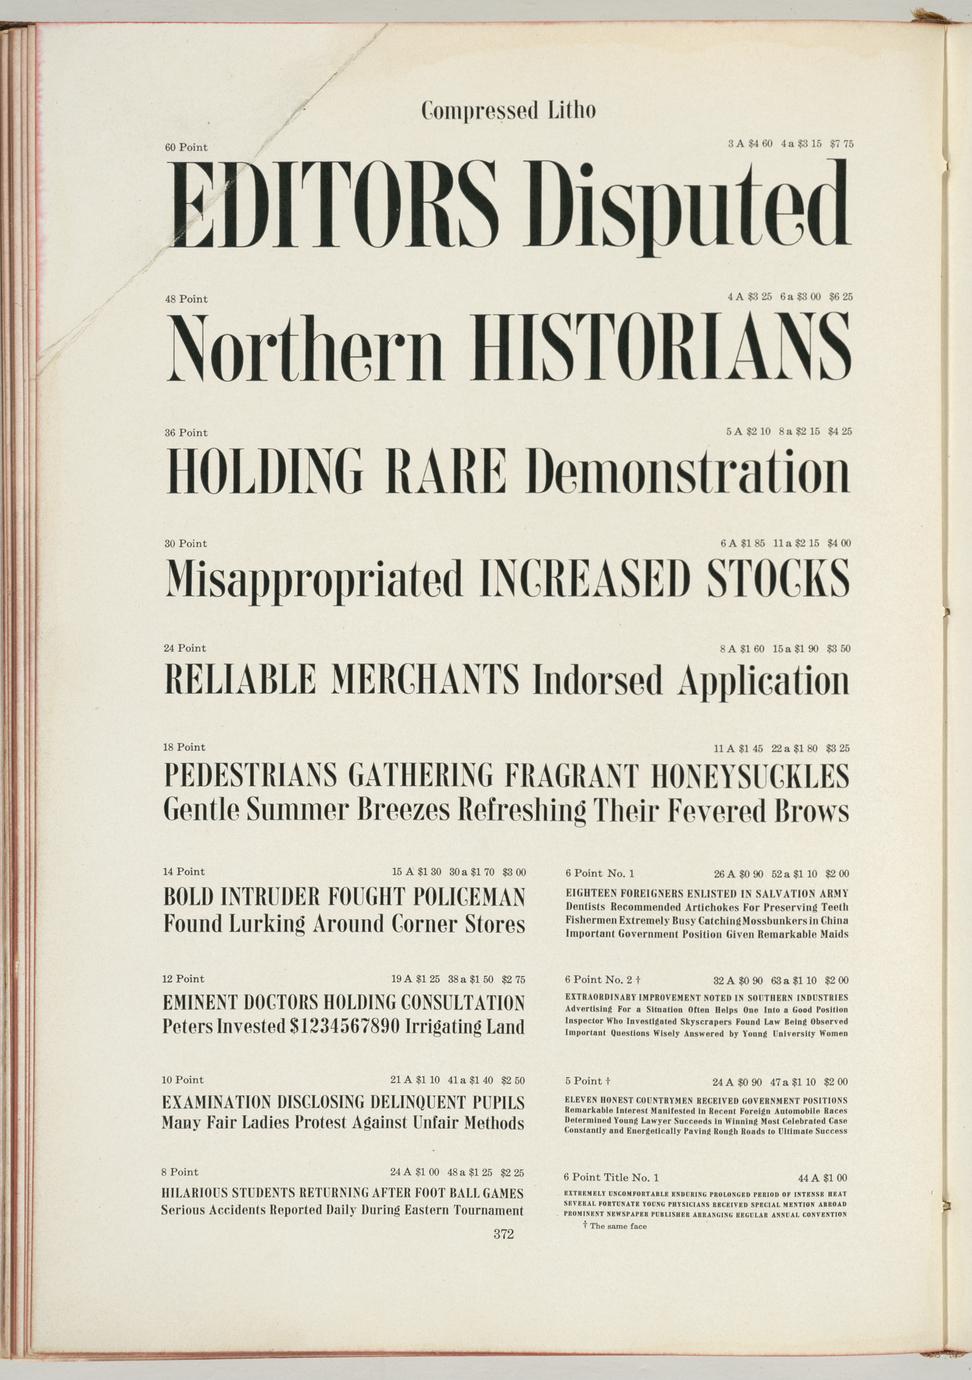 Compressed Litho
60 Point 3 A $4 60 4 a $3 15 $7 75
EDITORS Disputed
48 Point 4 A $3 25 6 a $3 00 $6 25
Northern HISTORIANS
36 Point 5 A $2 10 8 a $2 15 $4 25
HOLDING RARE Demonstration
30 Point 6 A $1 85 11 a $2 15 $4 00
Misappropriated INCREASED STOCKS
24 Point 8 A $1 60 15 a $1 90 $3 50
RELIABLE MERCHANTS Indorsed Application
18 Point 11 A $1 45 22 a $1 80 $3 25
PEDESTRIANS GATHERING FRAGRANT HONEYSUCKLES
Gentle Summer Breezes Refreshing Their Fevered Brows
14 Point 15 A $1 30 30 a $1 70 $3 00
BOLD INTRUDER FOUGHT POLICEMAN
Found Lurking Around Corner Stores
12 Point 19 A $1 25 38 a $1 50 $2 75
EMINENT DOCTORS HOLDING CONSULTATION
Peters Invested $1234567890 Irrigating Land
10 Point 21 A $1 10 41 a $1 40 $2 50
EXAMINATION DISCLOSING DELINQUENT PUPILS
Many Fair Ladies Protest Against Unfair Methods
8 Point 24 A $1 00 48 a $1 25 $2 25
HILARIOUS STUDENTS RETURNING AFTER FOOT BALL GAMES
Serious Accidents Reported Daily During Eastern Tournament
6 Point No. 1 26 A $0 90 52 a $1 10 $2 00
EIGHTEEN FOREIGNERS ENLISTED IN SALVATION ARMY
Dentists Recommended Artichokes For Preserving Teeth
Fishermen Extremely Busy Catching Mossbunkers in China
Important Government Position Given Remarkable Maids
6 Point No. 2 † 32 A $0 90 63 a $1 10 $2 00
EXTRAORDINARY IMPROVEMENT NOTED IN SOUTHERN INDUSTRIES
Advertising For a Situation Often Helps One Into a Good Position
Inspector Who Investigated Skyscrapers Found Law Being Observed
Important Questions Wisely Answered by Young University Women
5 Point † 24 A $0 90 47 a $1 10 $2 00
ELEVEN HONEST COUNTRYMEN RECEIVED GOVERNMENT POSITIONS
Remarkable Interest Manifested in Recent Foreign Automobile Races
Determined Young Lawyer Succeeds in Winning Most Celebrated Case
Constantly and Energetically Paving Rough Roads to Ultimate Success
6 Point Title No. 1 44 A $1 00
EXTREMELY UNCOMFORTABLE ENDURING PROLONGED PERIOD OF INTENSE HEAT
SEVERAL FORTUNATE YOUNG PHYSICIANS RECEIVED SPECIAL MENTION ABROAD
PROMINENT NEWSPAPER PUBLISHER ARRANGING REGULAR ANNUAL CONVENTION
† The same face
372